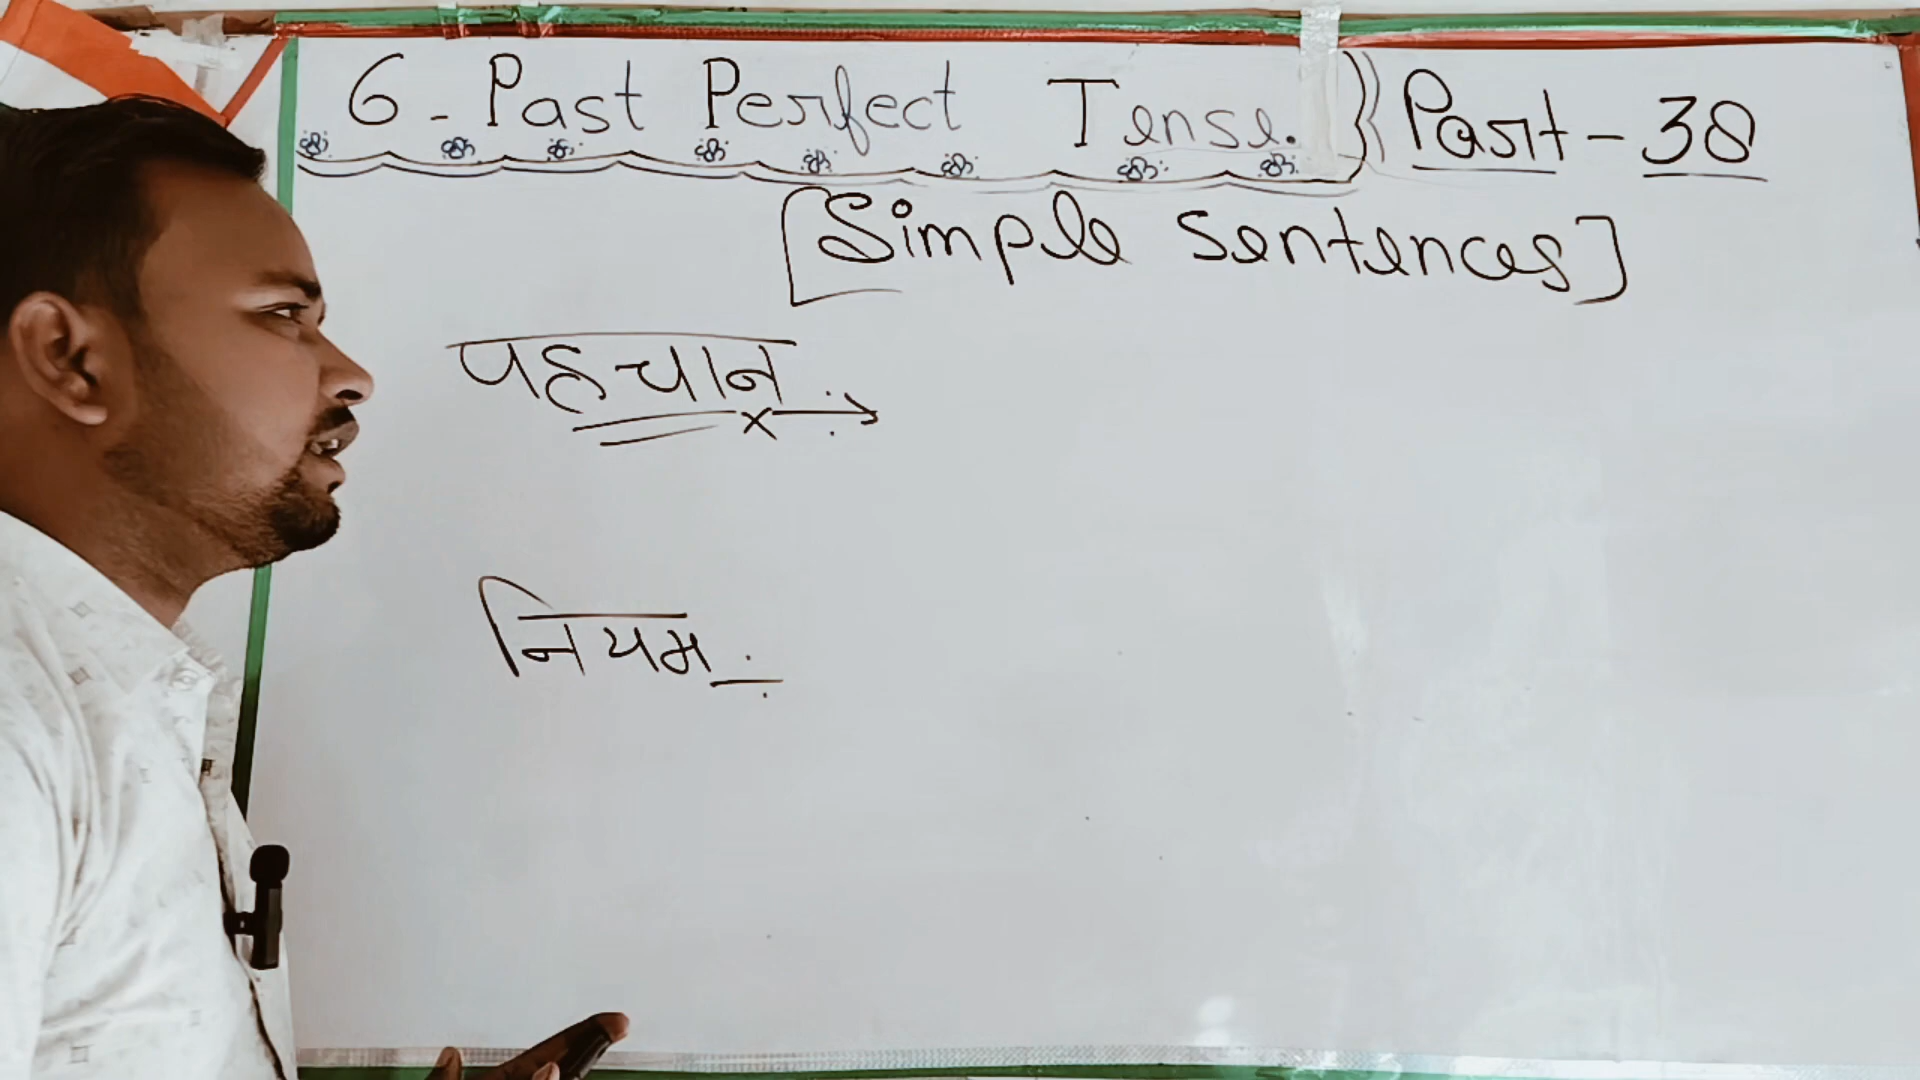 6 - Past Perfect Tense. Part - 38
[Simple Sentences]
पहचान :→
नियम :-